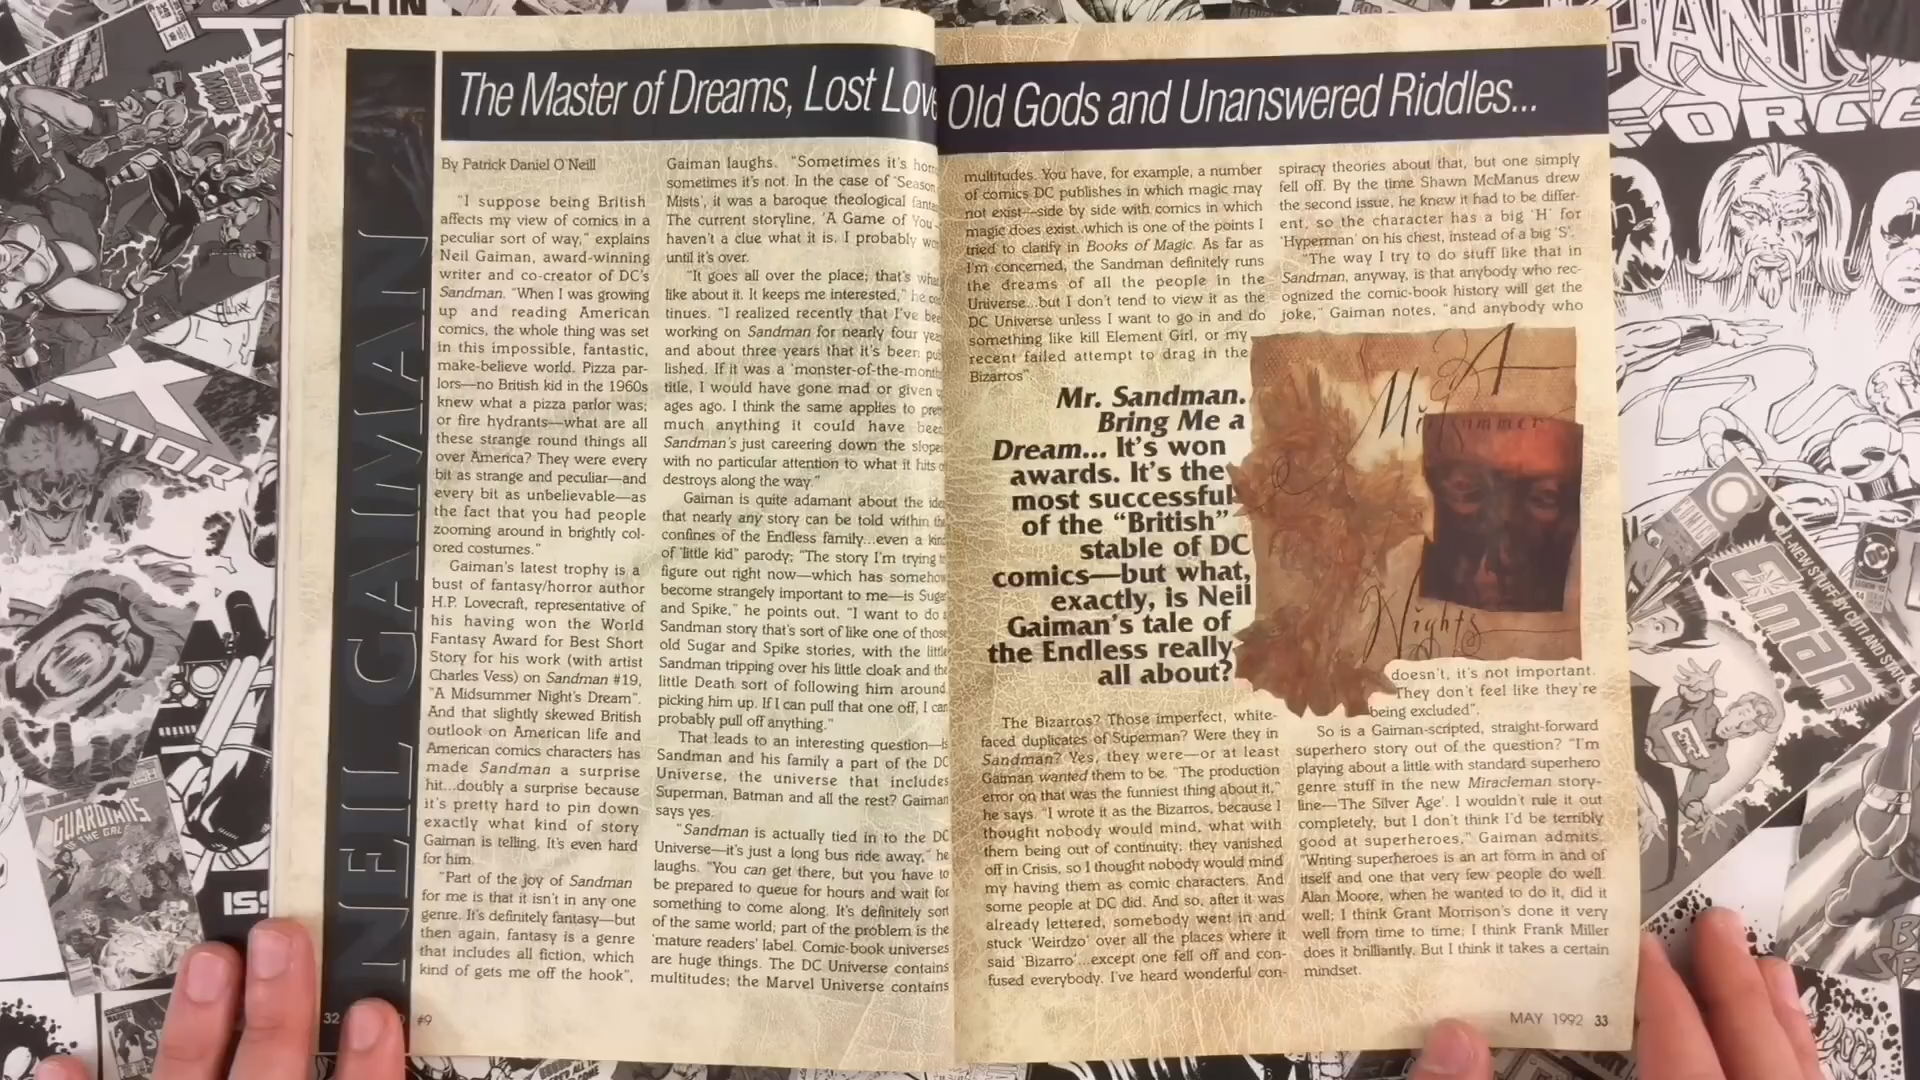 The Master of Dreams, Lost Love
Old Gods and Unanswered Riddles...
NEIL GAIMAN
By Patrick Daniel O'Neill
"I suppose being British
affects my view of comics in a
peculiar sort of way," explains
Neil Gaiman, award-winning
writer and co-creator of DC's
Sandman. "When I was growing
up and reading American
comics, the whole thing was set
in this impossible, fantastic,
make-believe world. Pizza par-
lors—no British kid in the 1960s
knew what a pizza parlor was;
or fire hydrants—what are all
these strange round things all
over America? They were every
bit as strange and peculiar—and
every bit as unbelievable—as
the fact that you had people
zooming around in brightly col-
ored costumes."
Gaiman's latest trophy is a
bust of fantasy/horror author
H.P. Lovecraft, representative of
his having won the World
Fantasy Award for Best Short
Story for his work (with artist
Charles Vess) on Sandman #19,
"A Midsummer Night's Dream".
And that slightly skewed British
outlook on American life and
American comics characters has
made Sandman a surprise
hit...doubly a surprise because
it's pretty hard to pin down
exactly what kind of story
Gaiman is telling. It's even hard
for him.
"Part of the joy of Sandman
for me is that it isn't in any one
genre. It's definitely fantasy—but
then again, fantasy is a genre
that includes all fiction, which
kind of gets me off the hook",
Gaiman laughs. "Sometimes it's
sometimes it's not. In the case of 'Season
Mists', it was a baroque theological
The current storyline, 'A Game of You'
haven't a clue what it is. I probably
until it's over.
"It goes all over the place; that's
like about it. It keeps me interested," he
tinues. "I realized recently that I've
working on Sandman for nearly four
and about three years that it's been
lished. If it was a 'monster-of-the-month'
title, I would have gone mad or given
ages ago. I think the same applies to
much anything it could have
Sandman's just careering down the slope
with no particular attention to what it hits
destroys along the way."
Gaiman is quite adamant about the
that nearly any story can be told within the
confines of the Endless family...even a kind
of "little kid" parody; "The story I'm trying
figure out right now—which has somehow
become strangely important to me—is Sugar
and Spike," he points out. "I want to do
Sandman story that's sort of like one of those
old Sugar and Spike stories, with the little
Sandman tripping over his little cloak and the
little Death sort of following him around
picking him up. If I can pull that one off, I can
probably pull off anything."
That leads to an interesting question—is
Sandman and his family a part of the DC
Universe, the universe that includes
Superman, Batman and all the rest? Gaiman
says yes.
"Sandman is actually tied in to the DC
Universe—it's just a long bus ride away," he
laughs. "You can get there, but you have to
be prepared to queue for hours and wait for
something to come along. It's definitely sort
of the same world; part of the problem is the
'mature readers' label. Comic-book universes
are huge things. The DC Universe contains
multitudes; the Marvel Universe contains
multitudes. You have, for example, a number
of comics DC publishes in which magic may
not exist—side by side with comics in which
magic does exist...which is one of the points I
tried to clarify in Books of Magic. As far as
I'm concerned, the Sandman definitely runs
the dreams of all the people in the
Universe...but I don't tend to view it as the
DC Universe unless I want to go in and do
something like kill Element Girl, or my
recent failed attempt to drag in the
Bizarros".
Mr. Sandman.
Bring Me a
Dream... It's won
awards. It's the
most successful
of the "British"
stable of DC
comics—but what,
exactly, is Neil
Gaiman's tale of
the Endless really
all about?
The Bizarros? Those imperfect, white-
faced duplicates of Superman? Were they in
Sandman? Yes, they were—or at least
Gaiman wanted them to be. "The production
error on that was the funniest thing about it,"
he says. "I wrote it as the Bizarros, because I
thought nobody would mind, what with
them being out of continuity; they vanished
off in Crisis, so I thought nobody would mind
my having them as comic characters. And
some people at DC did. And so, after it was
already lettered, somebody went in and
stuck 'Weirdzo' over all the places where it
said 'Bizarro'...except one fell off and con-
fused everybody. I've heard wonderful con-
spiracy theories about that, but one simply
fell off. By the time Shawn McManus drew
the second issue, he knew it had to be differ-
ent, so the character has a big 'H' for
'Hyperman' on his chest, instead of a big 'S'.
"The way I try to do stuff like that in
Sandman, anyway, is that anybody who rec-
ognized the comic-book history will get the
joke," Gaiman notes, "and anybody who
A
Midsummer
Nights
doesn't, it's not important.
They don't feel like they're
being excluded".
So is a Gaiman-scripted, straight-forward
superhero story out of the question? "I'm
playing about a little with standard superhero
genre stuff in the new Miracleman story-
line—'The Silver Age'. I wouldn't rule it out
completely, but I don't think I'd be terribly
good at superheroes," Gaiman admits.
"Writing superheroes is an art form in and of
itself and one that very few people do well.
Alan Moore, when he wanted to do it, did it
well; I think Grant Morrison's done it very
well from time to time; I think Frank Miller
does it brilliantly. But I think it takes a certain
mindset.
32
#9
MAY 1992 33
FORCE
GUARDIANS
OF THE GAL
ALL-NEW STUFF BY CUTI AND STATON
E-man
DC